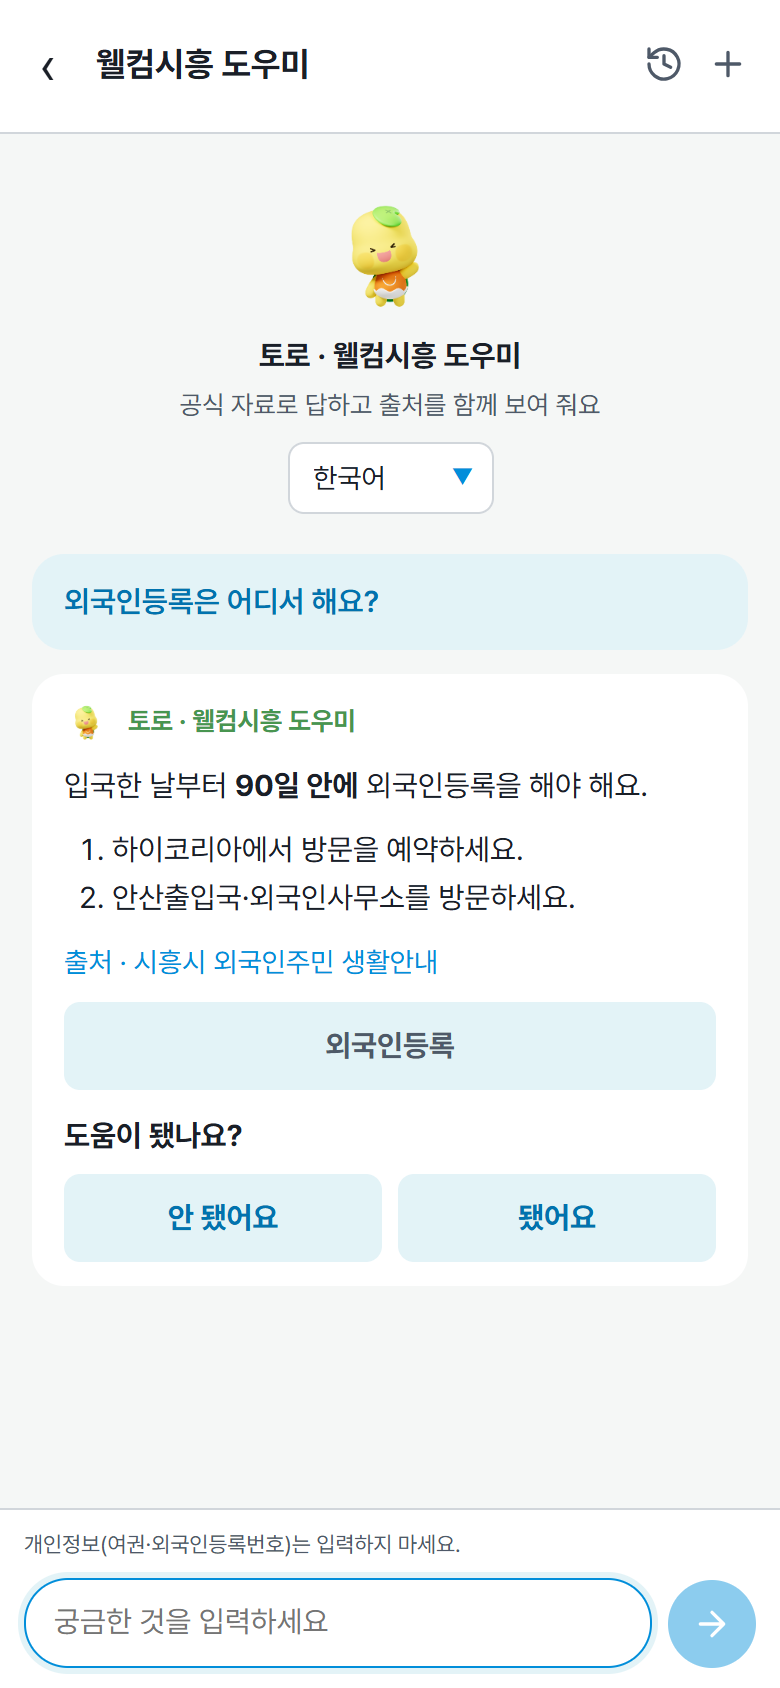 웰컴시흥 도우미
토로 · 웰컴시흥 도우미
공식 자료로 답하고 출처를 함께 보여 줘요
한국어
외국인등록은 어디서 해요?
토로 · 웰컴시흥 도우미
입국한 날부터 90일 안에 외국인등록을 해야 해요.
1. 하이코리아에서 방문을 예약하세요.
2. 안산출입국·외국인사무소를 방문하세요.
출처 · 시흥시 외국인주민 생활안내
외국인등록
도움이 됐나요?
안 됐어요 됐어요
개인정보(여권·외국인등록번호)는 입력하지 마세요.
궁금한 것을 입력하세요